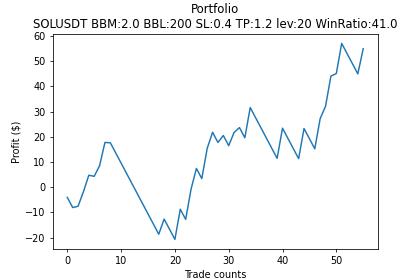 Portfolio
SOLUSDT BBM:2.0 BBL:200 SL:0.4 TP:1.2 lev:20 WinRatio:41.0
60
50
40
30
20
10
0
−10
−20
Profit ($)
0 10 20 30 40 50
Trade counts